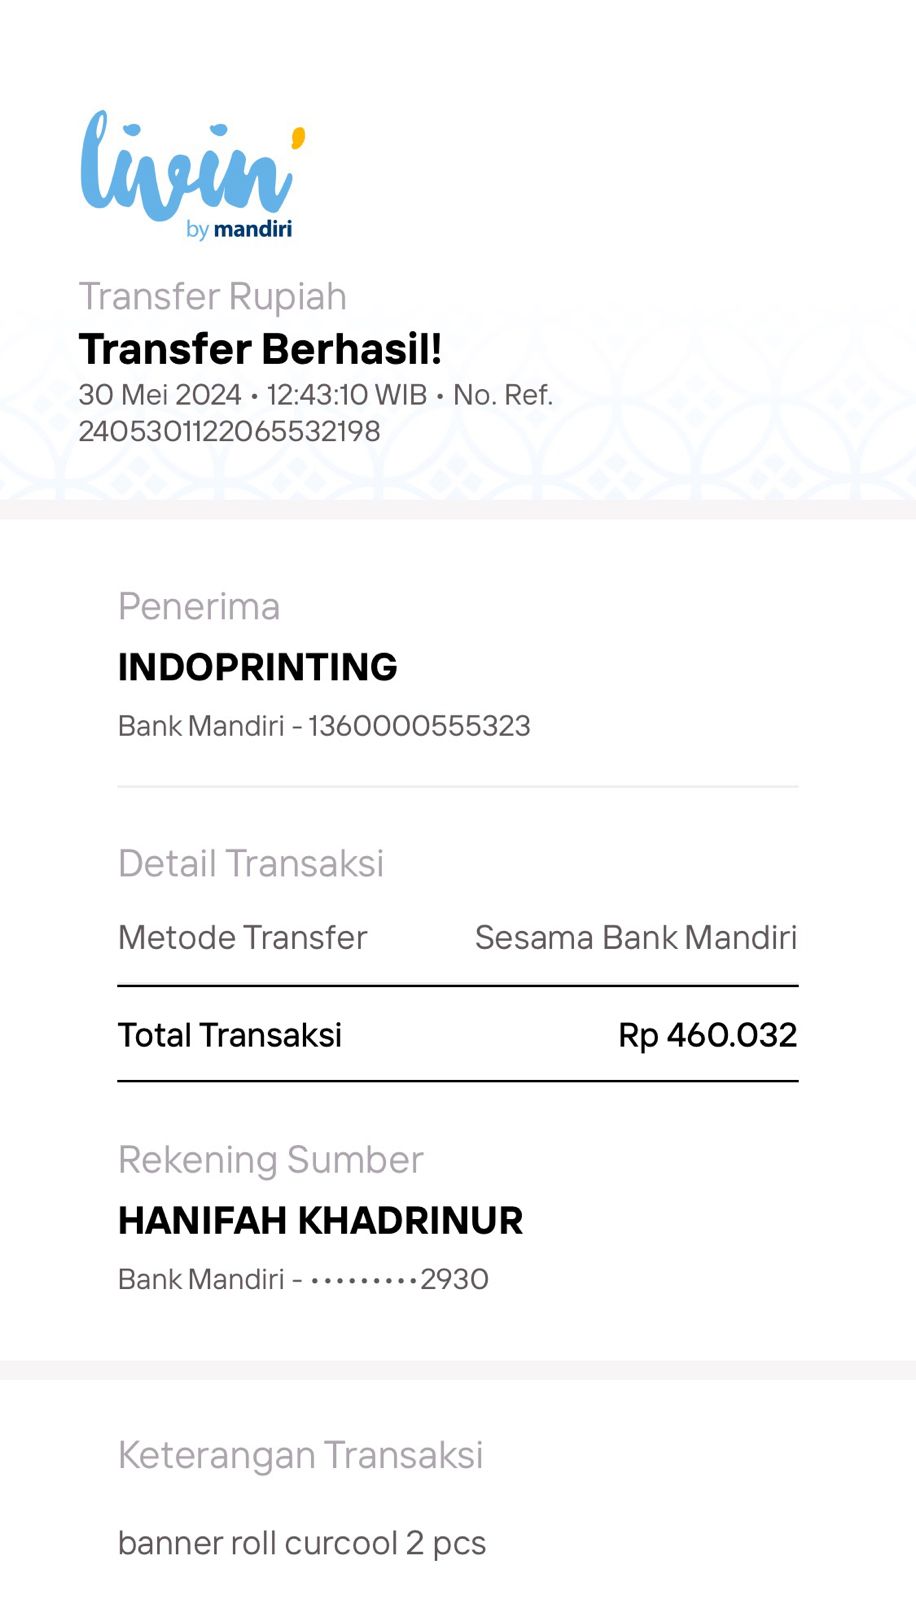 livin'
by mandiri
Transfer Rupiah
Transfer Berhasil!
30 Mei 2024 • 12:43:10 WIB • No. Ref.
2405301122065532198
Penerima
INDOPRINTING
Bank Mandiri - 1360000555323
Detail Transaksi
Metode Transfer Sesama Bank Mandiri
Total Transaksi Rp 460.032
Rekening Sumber
HANIFAH KHADRINUR
Bank Mandiri - •••••••••2930
Keterangan Transaksi
banner roll curcool 2 pcs